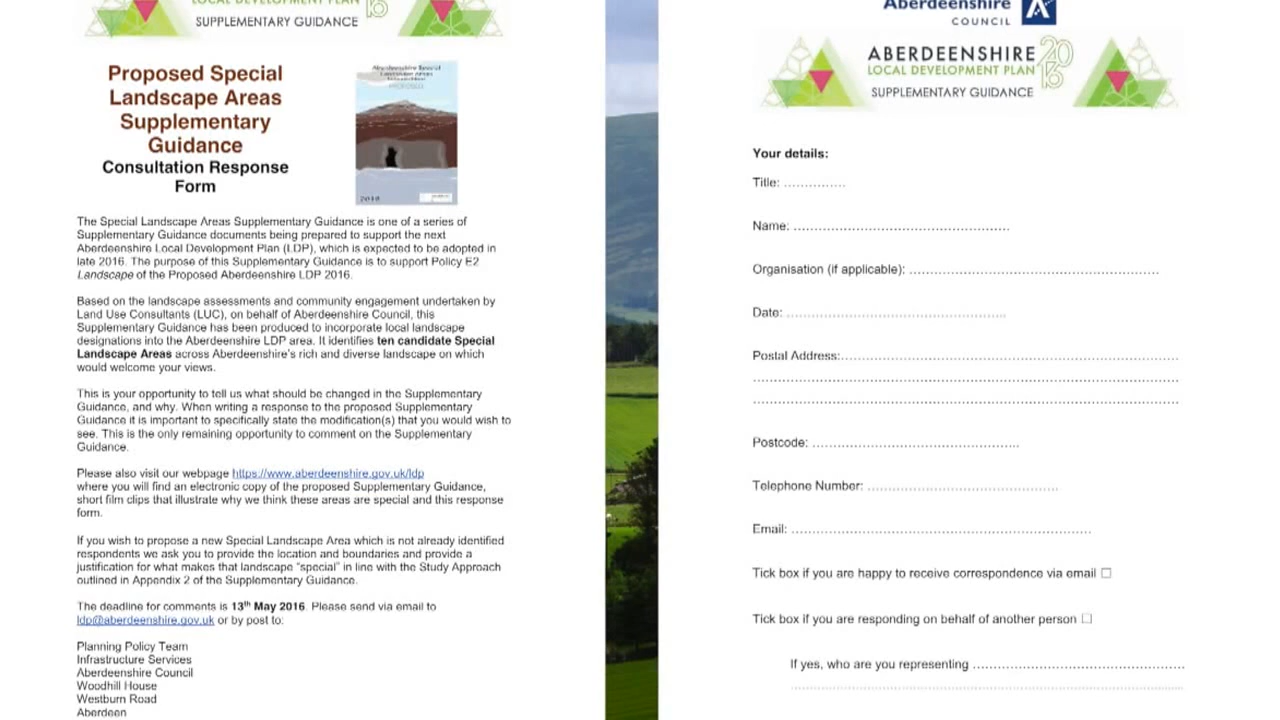 LOCAL DEVELOPMENT PLAN
SUPPLEMENTARY GUIDANCE
Proposed Special
Landscape Areas
Supplementary
Guidance
Consultation Response
Form
Aberdeenshire Special
Landscape Areas
PROPOSED
The Special Landscape Areas Supplementary Guidance is one of a series of
Supplementary Guidance documents being prepared to support the next
Aberdeenshire Local Development Plan (LDP), which is expected to be adopted in
late 2016. The purpose of this Supplementary Guidance is to support Policy E2
Landscape of the Proposed Aberdeenshire LDP 2016.
Based on the landscape assessments and community engagement undertaken by
Land Use Consultants (LUC), on behalf of Aberdeenshire Council, this
Supplementary Guidance has been produced to incorporate local landscape
designations into the Aberdeenshire LDP area. It identifies ten candidate Special
Landscape Areas across Aberdeenshire's rich and diverse landscape on which
would welcome your views.
This is your opportunity to tell us what should be changed in the Supplementary
Guidance, and why. When writing a response to the proposed Supplementary
Guidance it is important to specifically state the modification(s) that you would wish to
see. This is the only remaining opportunity to comment on the Supplementary
Guidance.
Please also visit our webpage https://www.aberdeenshire.gov.uk/ldp
where you will find an electronic copy of the proposed Supplementary Guidance,
short film clips that illustrate why we think these areas are special and this response
form.
If you wish to propose a new Special Landscape Area which is not already identified
respondents we ask you to provide the location and boundaries and provide a
justification for what makes that landscape "special" in line with the Study Approach
outlined in Appendix 2 of the Supplementary Guidance.
The deadline for comments is 13th May 2016. Please send via email to
ldp@aberdeenshire.gov.uk or by post to:
Planning Policy Team
Infrastructure Services
Aberdeenshire Council
Woodhill House
Westburn Road
Aberdeen
Aberdeenshire
COUNCIL
ABERDEENSHIRE 2016
LOCAL DEVELOPMENT PLAN
SUPPLEMENTARY GUIDANCE
Your details:
Title: ...............
Name: ....................................................
Organisation (if applicable): ............................................................
Date: .....................................................
Postal Address:.................................................................................
......................................................................................................
......................................................................................................
Postcode: ..................................................
Telephone Number: ..............................................
Email: ........................................................................
Tick box if you are happy to receive correspondence via email ☐
Tick box if you are responding on behalf of another person ☐
If yes, who are you representing ...................................................
..............................................................................................